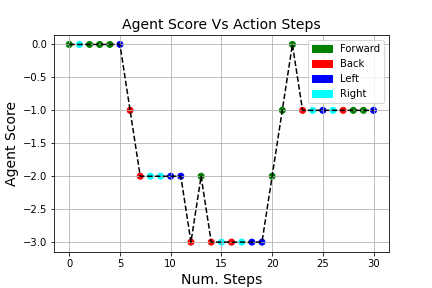 Agent Score Vs Action Steps
Forward
Back
Left
Right
0.0
−0.5
−1.0
−1.5
−2.0
−2.5
−3.0
Agent Score
0 5 10 15 20 25 30
Num. Steps